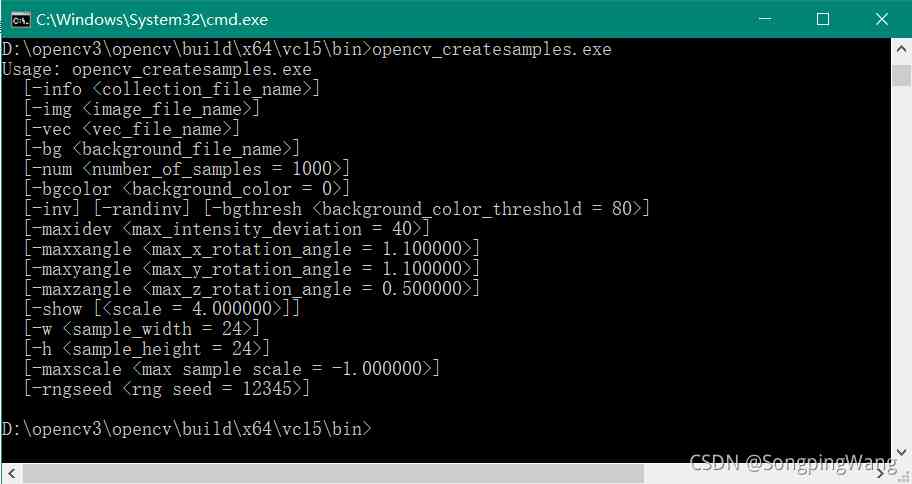 C:\Windows\System32\cmd.exe
D:\opencv3\opencv\build\x64\vc15\bin>opencv_createsamples.exe
Usage: opencv_createsamples.exe
  [-info <collection_file_name>]
  [-img <image_file_name>]
  [-vec <vec_file_name>]
  [-bg <background_file_name>]
  [-num <number_of_samples = 1000>]
  [-bgcolor <background_color = 0>]
  [-inv] [-randinv] [-bgthresh <background_color_threshold = 80>]
  [-maxidev <max_intensity_deviation = 40>]
  [-maxxangle <max_x_rotation_angle = 1.100000>]
  [-maxyangle <max_y_rotation_angle = 1.100000>]
  [-maxzangle <max_z_rotation_angle = 0.500000>]
  [-show [<scale = 4.000000>]]
  [-w <sample_width = 24>]
  [-h <sample_height = 24>]
  [-maxscale <max sample scale = -1.000000>]
  [-rngseed <rng seed = 12345>]
D:\opencv3\opencv\build\x64\vc15\bin>
CSDN @SongpingWang